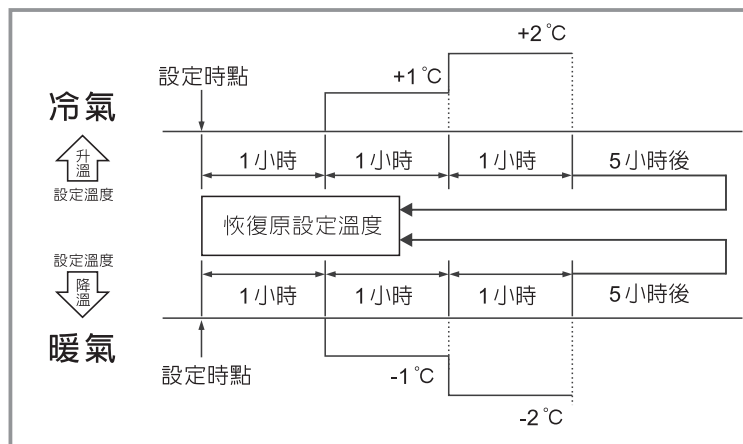 +2°C
+1°C
設定時點
冷氣
升溫
設定溫度
1小時 1小時 1小時 5小時後
恢復原設定溫度
設定溫度
降溫
1小時 1小時 1小時 5小時後
暖氣
設定時點
-1°C
-2°C